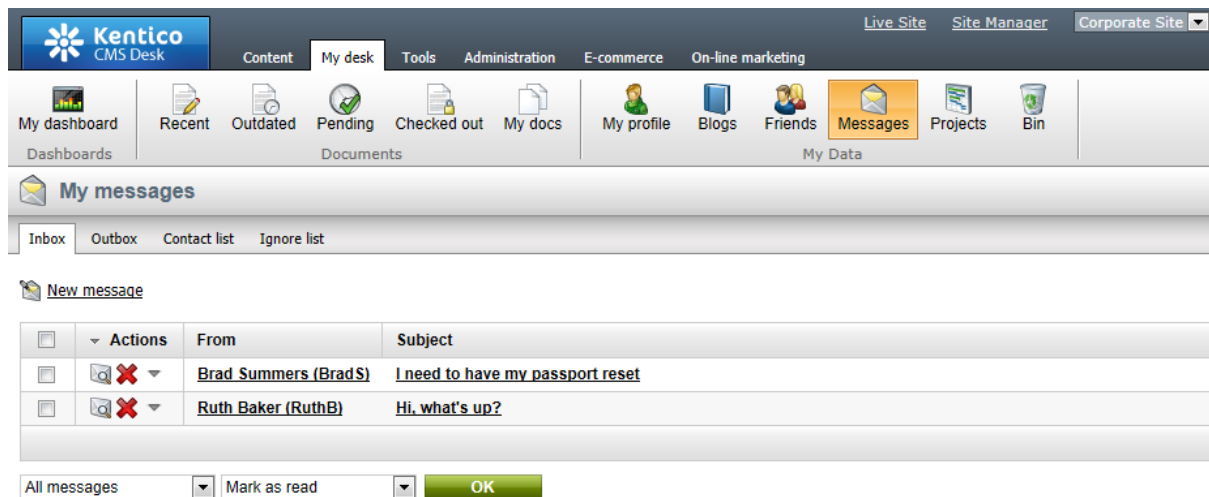 Live Site Site Manager Corporate Site
Kentico
CMS Desk
Content My desk Tools Administration E-commerce On-line marketing
My dashboard Recent Outdated Pending Checked out My docs My profile Blogs Friends Messages Projects Bin
Dashboards Documents My Data
My messages
Inbox Outbox Contact list Ignore list
New message
Actions From Subject
Brad Summers (BradS) I need to have my passport reset
Ruth Baker (RuthB) Hi, what's up?
All messages Mark as read OK